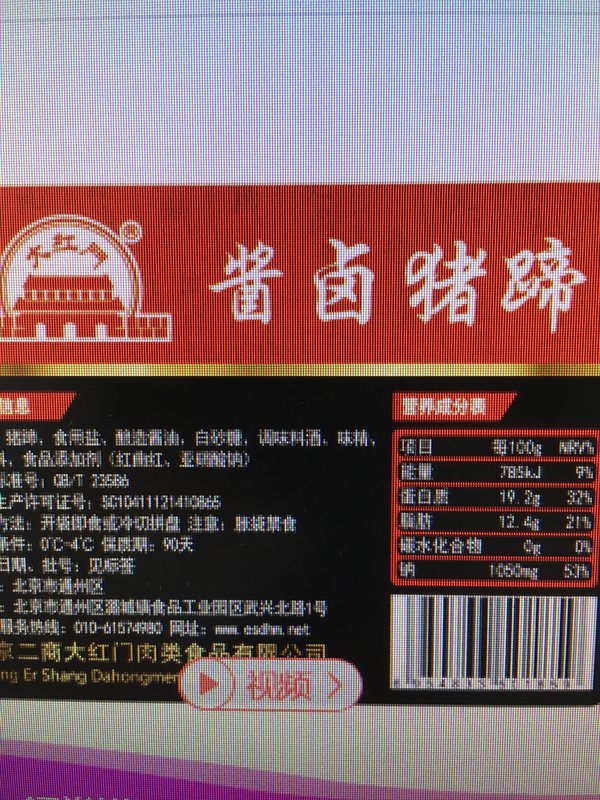 大红门®
酱卤猪蹄
信息
猪蹄、食用盐、酿造酱油、白砂糖、调味料酒、味精、
食品添加剂（红曲红、亚硝酸钠）
准号：GB/T 23586
生产许可证号：SC10411121410865
方法：开袋即食或冷切拼盘 注意：胀袋禁食
条件：0℃-4℃ 保质期：90天
日期、批号：见标签
：北京市通州区
：北京市通州区潞城镇食品工业园区武兴北路1号
服务热线：010-61574980 网址：www.esdhm.net
京二商大红门肉类食品有限公司
ng Er Shang Dahongmen
营养成分表
项目 每100g NRV%
能量 785kJ 9%
蛋白质 19.2g 32%
脂肪 12.4g 21%
碳水化合物 0g 0%
钠 1060mg 53%
视频